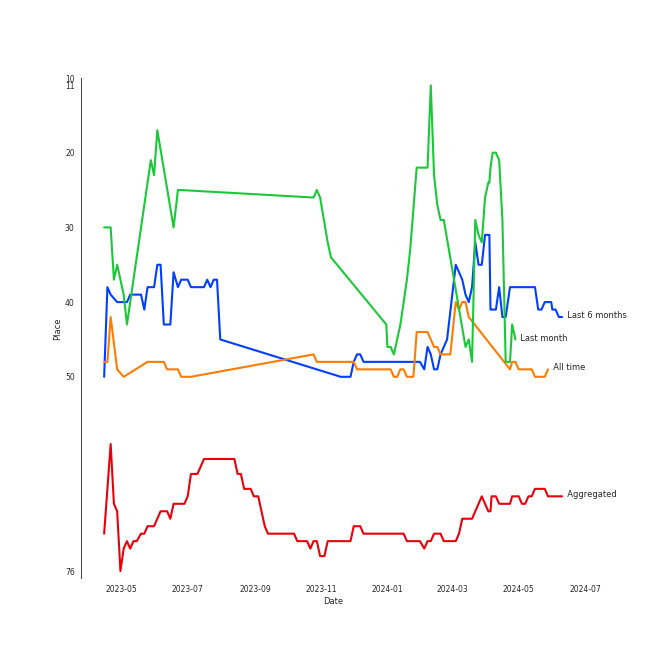 10
11
20
30
40
50
76
Place
Last 6 months
Last month
All time
Aggregated
2023-05 2023-07 2023-09 2023-11 2024-01 2024-03 2024-05 2024-07
Date